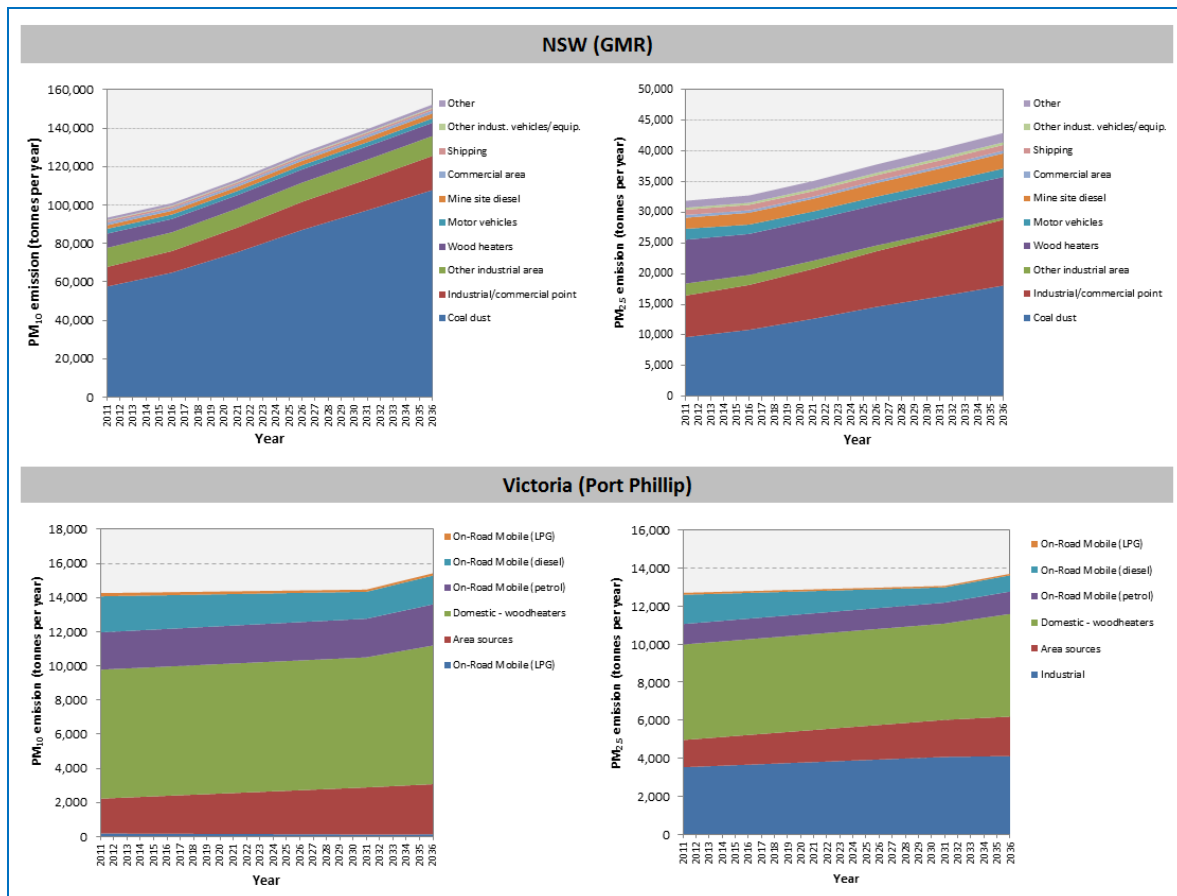 NSW (GMR)
PM10 emission (tonnes per year)
160,000
140,000
120,000
100,000
80,000
60,000
40,000
20,000
0
2011 2012 2013 2014 2015 2016 2017 2018 2019 2020 2021 2022 2023 2024 2025 2026 2027 2028 2029 2030 2031 2032 2033 2034 2035 2036
Year
Other
Other indust. vehicles/equip.
Shipping
Commercial area
Mine site diesel
Motor vehicles
Wood heaters
Other industrial area
Industrial/commercial point
Coal dust
PM2.5 emission (tonnes per year)
50,000
45,000
40,000
35,000
30,000
25,000
20,000
15,000
10,000
5,000
0
2011 2012 2013 2014 2015 2016 2017 2018 2019 2020 2021 2022 2023 2024 2025 2026 2027 2028 2029 2030 2031 2032 2033 2034 2035 2036
Year
Other
Other indust. vehicles/equip.
Shipping
Commercial area
Mine site diesel
Motor vehicles
Wood heaters
Other industrial area
Industrial/commercial point
Coal dust
Victoria (Port Phillip)
PM10 emission (tonnes per year)
18,000
16,000
14,000
12,000
10,000
8,000
6,000
4,000
2,000
0
2011 2012 2013 2014 2015 2016 2017 2018 2019 2020 2021 2022 2023 2024 2025 2026 2027 2028 2029 2030 2031 2032 2033 2034 2035 2036
Year
On-Road Mobile (LPG)
On-Road Mobile (diesel)
On-Road Mobile (petrol)
Domestic - woodheaters
Area sources
On-Road Mobile (LPG)
PM2.5 emission (tonnes per year)
16,000
14,000
12,000
10,000
8,000
6,000
4,000
2,000
0
2011 2012 2013 2014 2015 2016 2017 2018 2019 2020 2021 2022 2023 2024 2025 2026 2027 2028 2029 2030 2031 2032 2033 2034 2035 2036
Year
On-Road Mobile (LPG)
On-Road Mobile (diesel)
On-Road Mobile (petrol)
Domestic - woodheaters
Area sources
Industrial